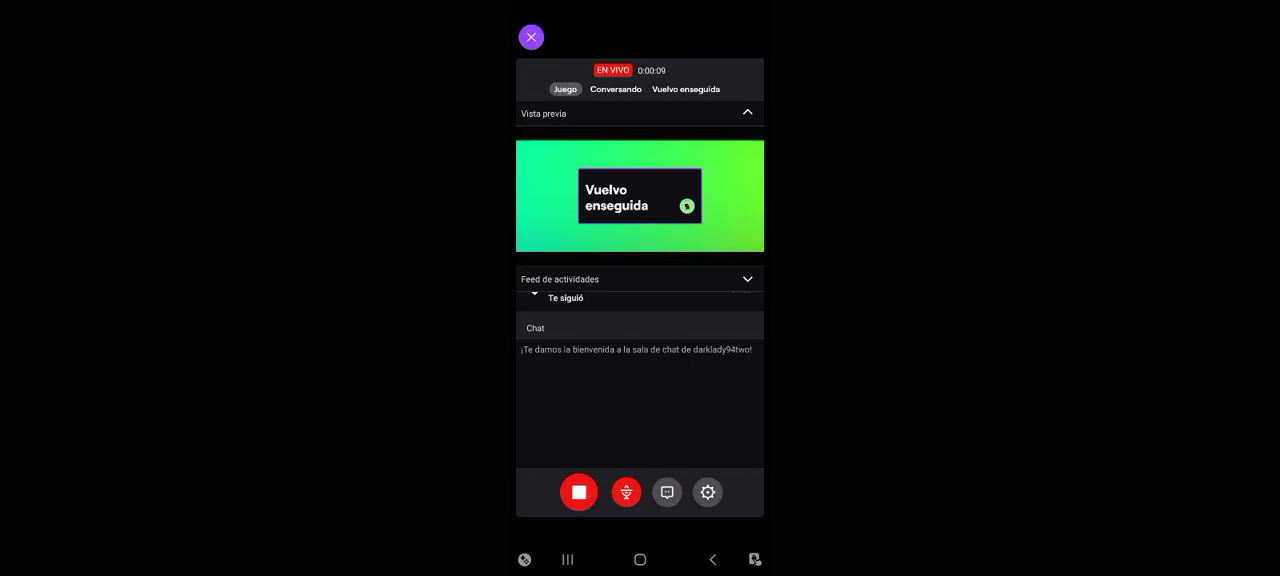 EN VIVO 0:00:09
Juego Conversando Vuelvo enseguida
Vista previa
Vuelvo
enseguida
Feed de actividades
Te siguió
Chat
¡Te damos la bienvenida a la sala de chat de darklady94two!